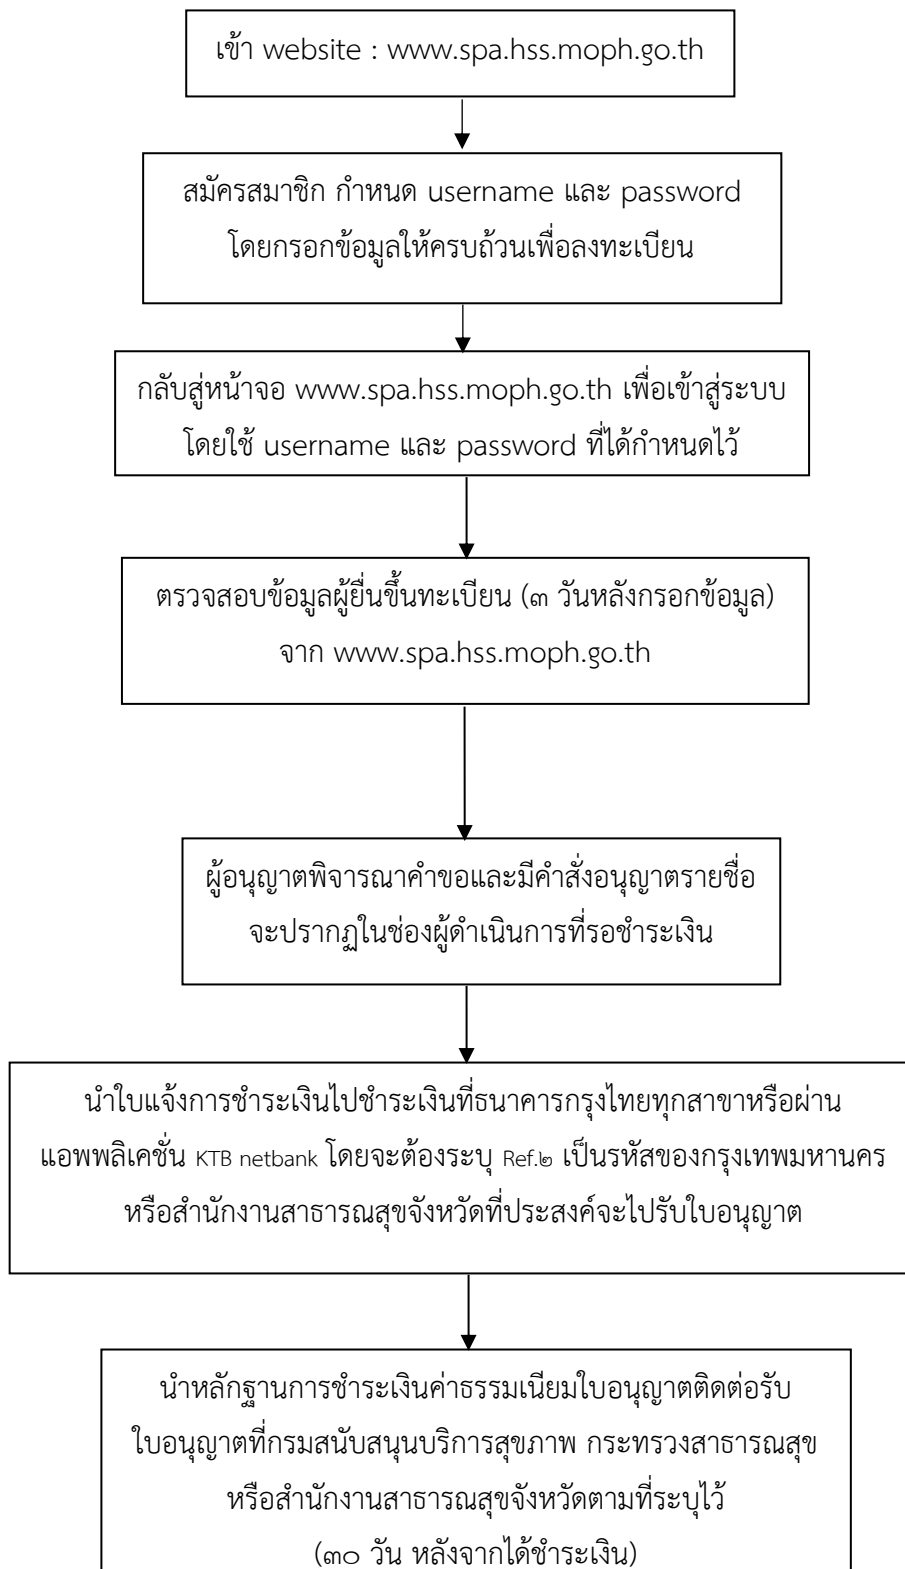 เข้า website : www.spa.hss.moph.go.th
สมัครสมาชิก กำหนด username และ password
โดยกรอกข้อมูลให้ครบถ้วนเพื่อลงทะเบียน
กลับสู่หน้าจอ www.spa.hss.moph.go.th เพื่อเข้าสู่ระบบ
โดยใช้ username และ password ที่ได้กำหนดไว้
ตรวจสอบข้อมูลผู้ยื่นขึ้นทะเบียน (๓ วันหลังกรอกข้อมูล)
จาก www.spa.hss.moph.go.th
ผู้อนุญาตพิจารณาคำขอและมีคำสั่งอนุญาตรายชื่อ
จะปรากฏในช่องผู้ดำเนินการที่รอชำระเงิน
นำใบแจ้งการชำระเงินไปชำระเงินที่ธนาคารกรุงไทยทุกสาขาหรือผ่าน
แอพพลิเคชั่น KTB netbank โดยจะต้องระบุ Ref.๒ เป็นรหัสของกรุงเทพมหานคร
หรือสำนักงานสาธารณสุขจังหวัดที่ประสงค์จะไปรับใบอนุญาต
นำหลักฐานการชำระเงินค่าธรรมเนียมใบอนุญาตติดต่อรับ
ใบอนุญาตที่กรมสนับสนุนบริการสุขภาพ กระทรวงสาธารณสุข
หรือสำนักงานสาธารณสุขจังหวัดตามที่ระบุไว้
(๓๐ วัน หลังจากได้ชำระเงิน)